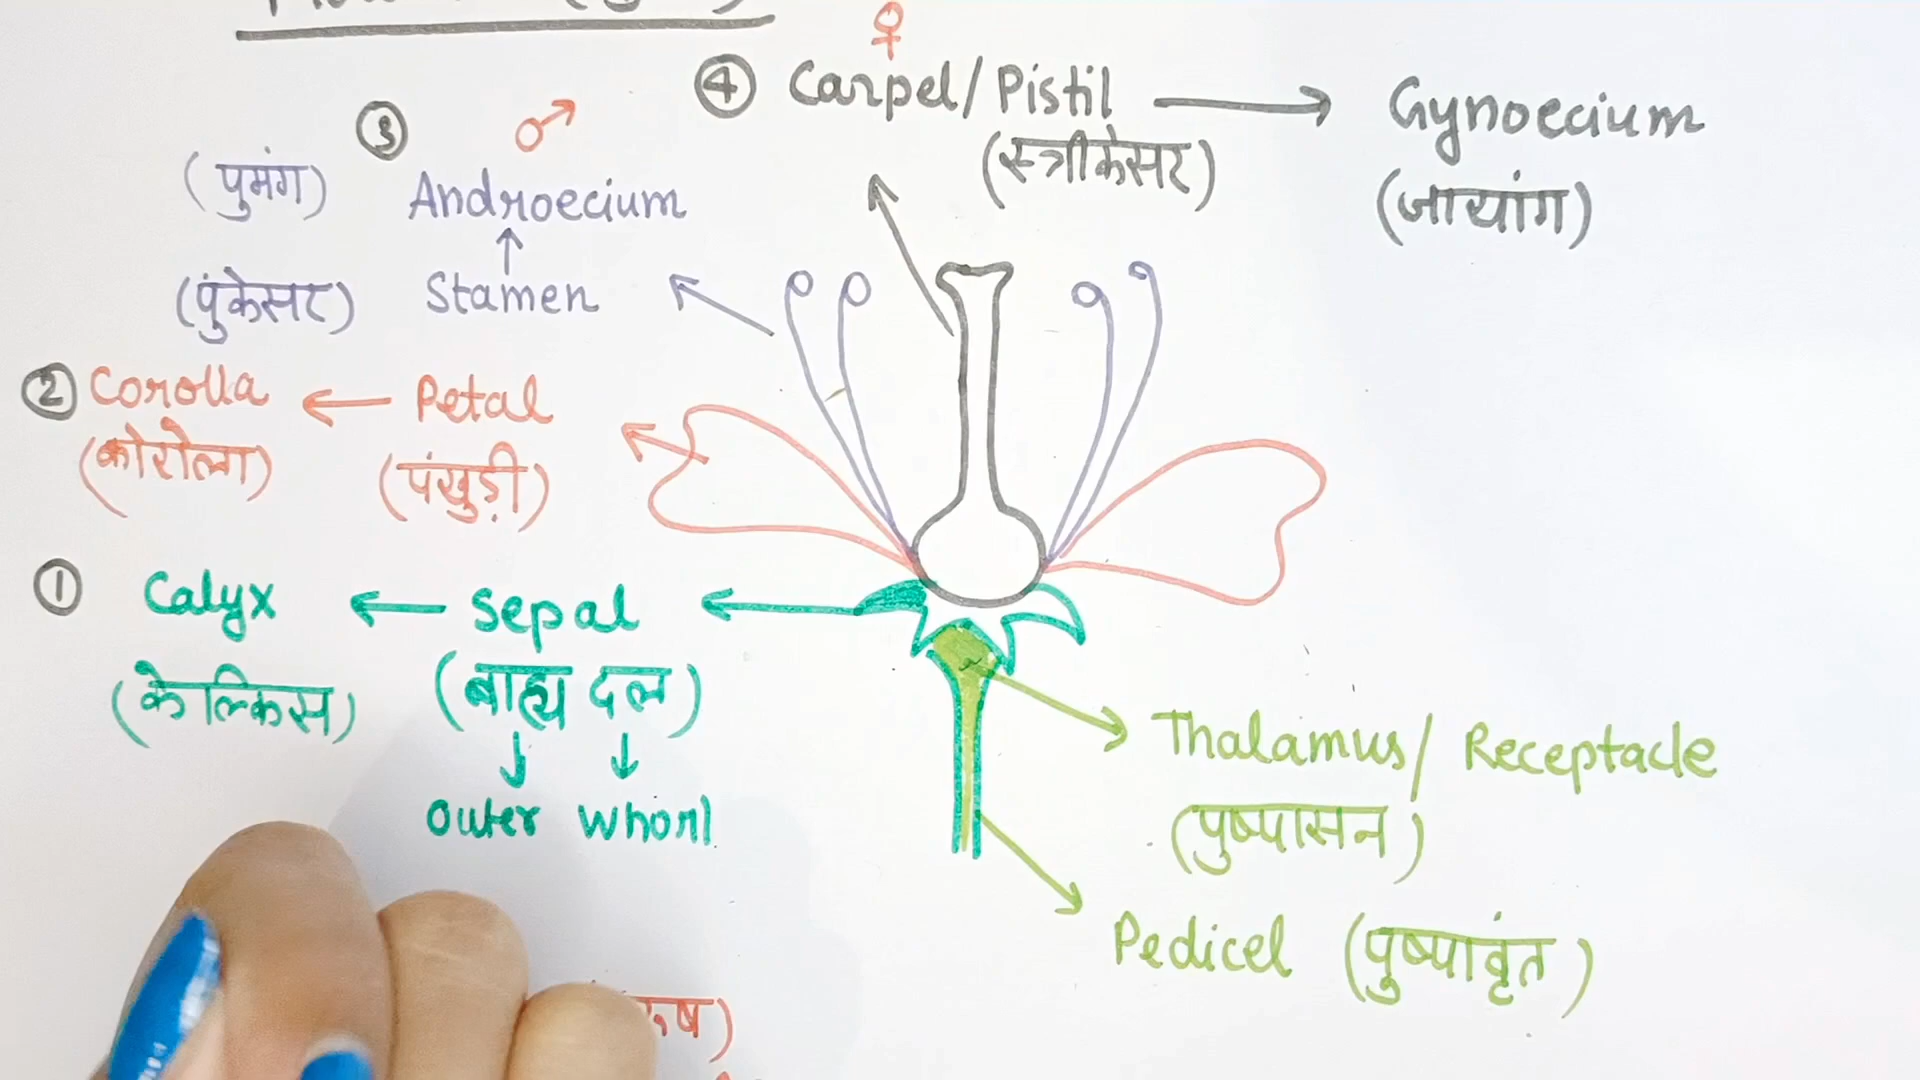 ♀
④ Carpel/Pistil → Gynoecium
(स्त्रीकेसर) (जायांग)
③ ♂
(पुमंग) Androecium
↑
(पुंकेसर) Stamen
② Corolla ← Petal
(कोरोला) (पंखुड़ी)
① Calyx ← Sepal
(केल्किस) (बाह्य दल)
↓ ↓
outer whorl
Thalamus/ Receptacle
(पुष्पासन)
Pedicel (पुष्पावृंत)